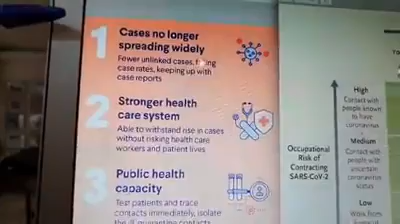 1
Cases no longer
spreading widely
Fewer unlinked cases, falling
case rates, keeping up with
case reports
2
Stronger health
care system
Able to withstand rise in cases
without risking health care
workers and patient lives
3
Public health
capacity
Test patients and trace
contacts immediately, isolate
Occupational
Risk of
Contracting
SARS-CoV-2
High
Contact with
people known
to have
coronavirus
Medium
Contact with
people with
uncertain
coronavirus
status
Low